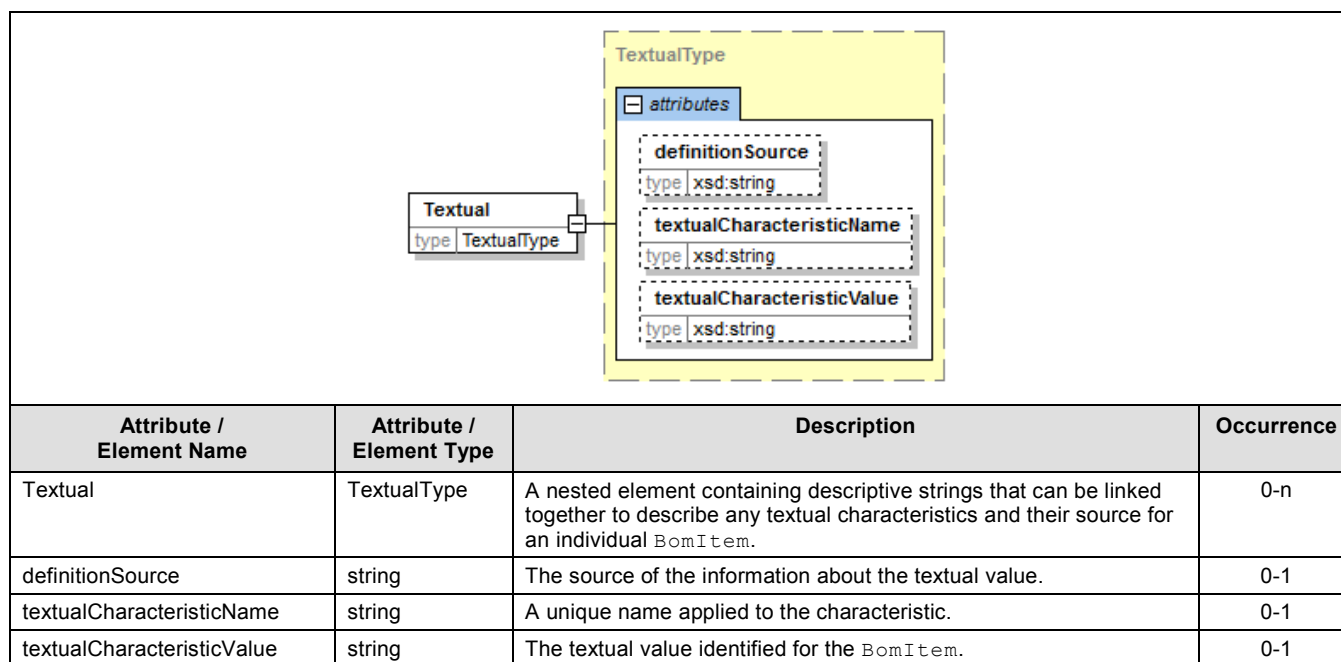 TextualType
attributes
definitionSource
type xsd:string
Textual
type TextualType
textualCharacteristicName
type xsd:string
textualCharacteristicValue
type xsd:string
Attribute /
Element Name
Attribute /
Element Type
Description
Occurrence
Textual
TextualType
A nested element containing descriptive strings that can be linked
together to describe any textual characteristics and their source for
an individual BomItem.
0-n
definitionSource
string
The source of the information about the textual value.
0-1
textualCharacteristicName
string
A unique name applied to the characteristic.
0-1
textualCharacteristicValue
string
The textual value identified for the BomItem.
0-1